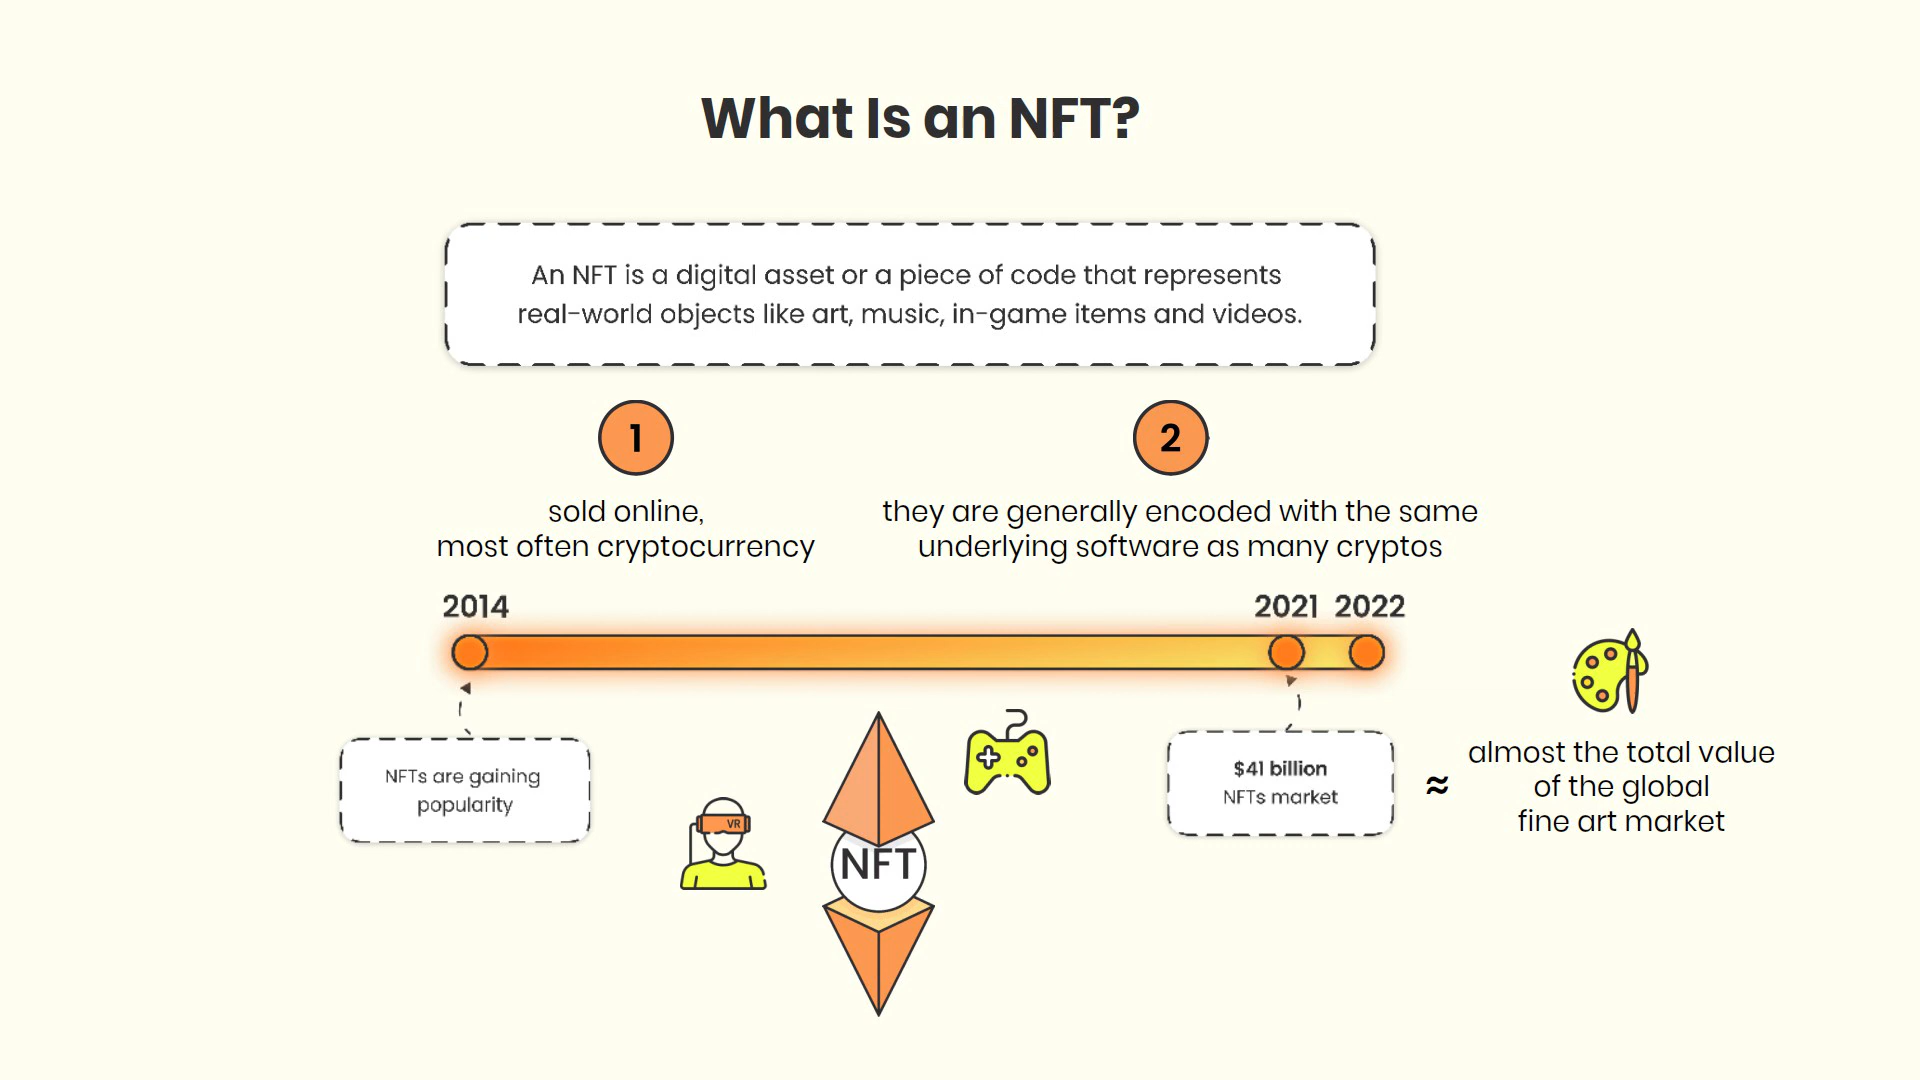 What Is an NFT?
An NFT is a digital asset or a piece of code that represents
real-world objects like art, music, in-game items and videos.
1
sold online,
most often cryptocurrency
2
they are generally encoded with the same
underlying software as many cryptos
2014
2021
2022
NFTs are gaining
popularity
VR
NFT
$41 billion
NFTs market
≈
almost the total value
of the global
fine art market